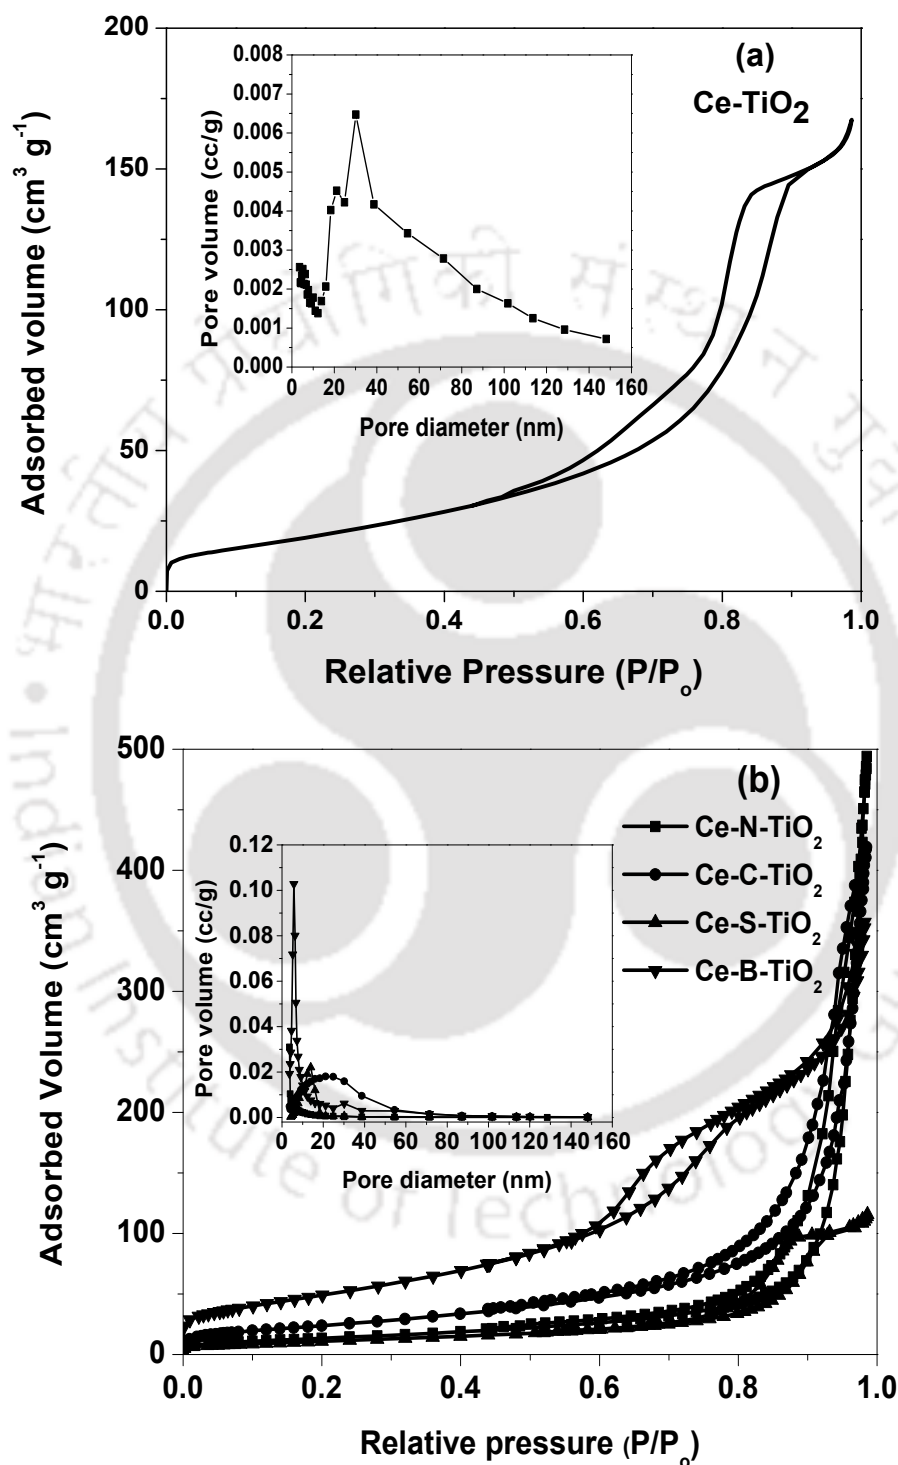 (a)
Ce-TiO2
Adsorbed volume (cm3 g-1)
200
150
100
50
0
0.0 0.2 0.4 0.6 0.8 1.0
Relative Pressure (P/Po)
Pore volume (cc/g)
0.008
0.007
0.006
0.005
0.004
0.003
0.002
0.001
0.000
0 20 40 60 80 100 120 140 160
Pore diameter (nm)
(b)
Ce-N-TiO2
Ce-C-TiO2
Ce-S-TiO2
Ce-B-TiO2
Adsorbed Volume (cm3 g-1)
500
400
300
200
100
0
0.0 0.2 0.4 0.6 0.8 1.0
Relative pressure (P/Po)
Pore volume (cc/g)
0.12
0.10
0.08
0.06
0.04
0.02
0.00
0 20 40 60 80 100 120 140 160
Pore diameter (nm)
Indian Institute of Technology